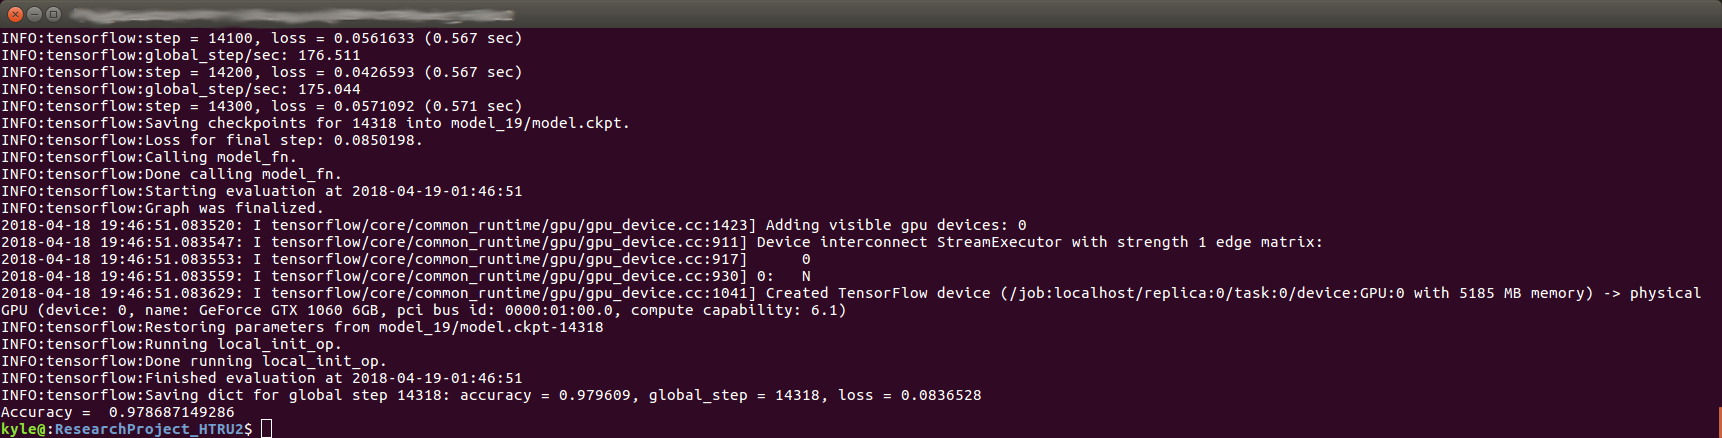 INFO:tensorflow:step = 14100, loss = 0.0561633 (0.567 sec)
INFO:tensorflow:global_step/sec: 176.511
INFO:tensorflow:step = 14200, loss = 0.0426593 (0.567 sec)
INFO:tensorflow:global_step/sec: 175.044
INFO:tensorflow:step = 14300, loss = 0.0571092 (0.571 sec)
INFO:tensorflow:Saving checkpoints for 14318 into model_19/model.ckpt.
INFO:tensorflow:Loss for final step: 0.0850198.
INFO:tensorflow:Calling model_fn.
INFO:tensorflow:Done calling model_fn.
INFO:tensorflow:Starting evaluation at 2018-04-19-01:46:51
INFO:tensorflow:Graph was finalized.
2018-04-18 19:46:51.083520: I tensorflow/core/common_runtime/gpu/gpu_device.cc:1423] Adding visible gpu devices: 0
2018-04-18 19:46:51.083547: I tensorflow/core/common_runtime/gpu/gpu_device.cc:911] Device interconnect StreamExecutor with strength 1 edge matrix:
2018-04-18 19:46:51.083553: I tensorflow/core/common_runtime/gpu/gpu_device.cc:917]      0
2018-04-18 19:46:51.083559: I tensorflow/core/common_runtime/gpu/gpu_device.cc:930] 0:   N
2018-04-18 19:46:51.083629: I tensorflow/core/common_runtime/gpu/gpu_device.cc:1041] Created TensorFlow device (/job:localhost/replica:0/task:0/device:GPU:0 with 5185 MB memory) -> physical
GPU (device: 0, name: GeForce GTX 1060 6GB, pci bus id: 0000:01:00.0, compute capability: 6.1)
INFO:tensorflow:Restoring parameters from model_19/model.ckpt-14318
INFO:tensorflow:Running local_init_op.
INFO:tensorflow:Done running local_init_op.
INFO:tensorflow:Finished evaluation at 2018-04-19-01:46:51
INFO:tensorflow:Saving dict for global step 14318: accuracy = 0.979609, global_step = 14318, loss = 0.0836528
Accuracy =  0.978687149286
kyle@:ResearchProject_HTRU2$